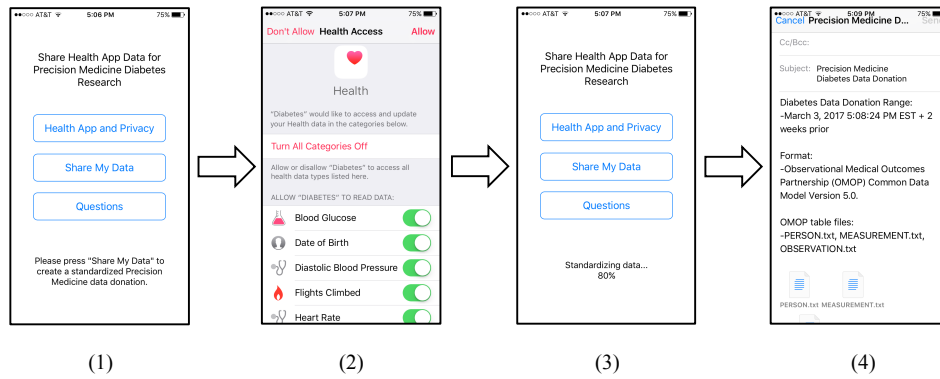 ●●○○○ AT&T 5:06 PM 75%
Share Health App Data for
Precision Medicine Diabetes
Research
Health App and Privacy
Share My Data
Questions
Please press "Share My Data" to
create a standardized Precision
Medicine data donation.
(1)
●●○○○ AT&T 5:07 PM 75%
Don't Allow Health Access Allow
Health
"Diabetes" would like to access and update
your Health data in the categories below.
Turn All Categories Off
Allow or disallow "Diabetes" to access all
health data types listed here.
ALLOW "DIABETES" TO READ DATA:
Blood Glucose
Date of Birth
Diastolic Blood Pressure
Flights Climbed
Heart Rate
(2)
●●○○○ AT&T 5:07 PM 75%
Share Health App Data for
Precision Medicine Diabetes
Research
Health App and Privacy
Share My Data
Questions
Standardizing data...
80%
(3)
●●○○○ AT&T 5:09 PM 75%
Cancel Precision Medicine D... Sen
Cc/Bcc:
Subject: Precision Medicine
Diabetes Data Donation
Diabetes Data Donation Range:
-March 3, 2017 5:08:24 PM EST + 2
weeks prior
Format:
-Observational Medical Outcomes
Partnership (OMOP) Common Data
Model Version 5.0.
OMOP table files:
-PERSON.txt, MEASUREMENT.txt,
OBSERVATION.txt
PERSON.txt MEASUREMENT.txt
(4)